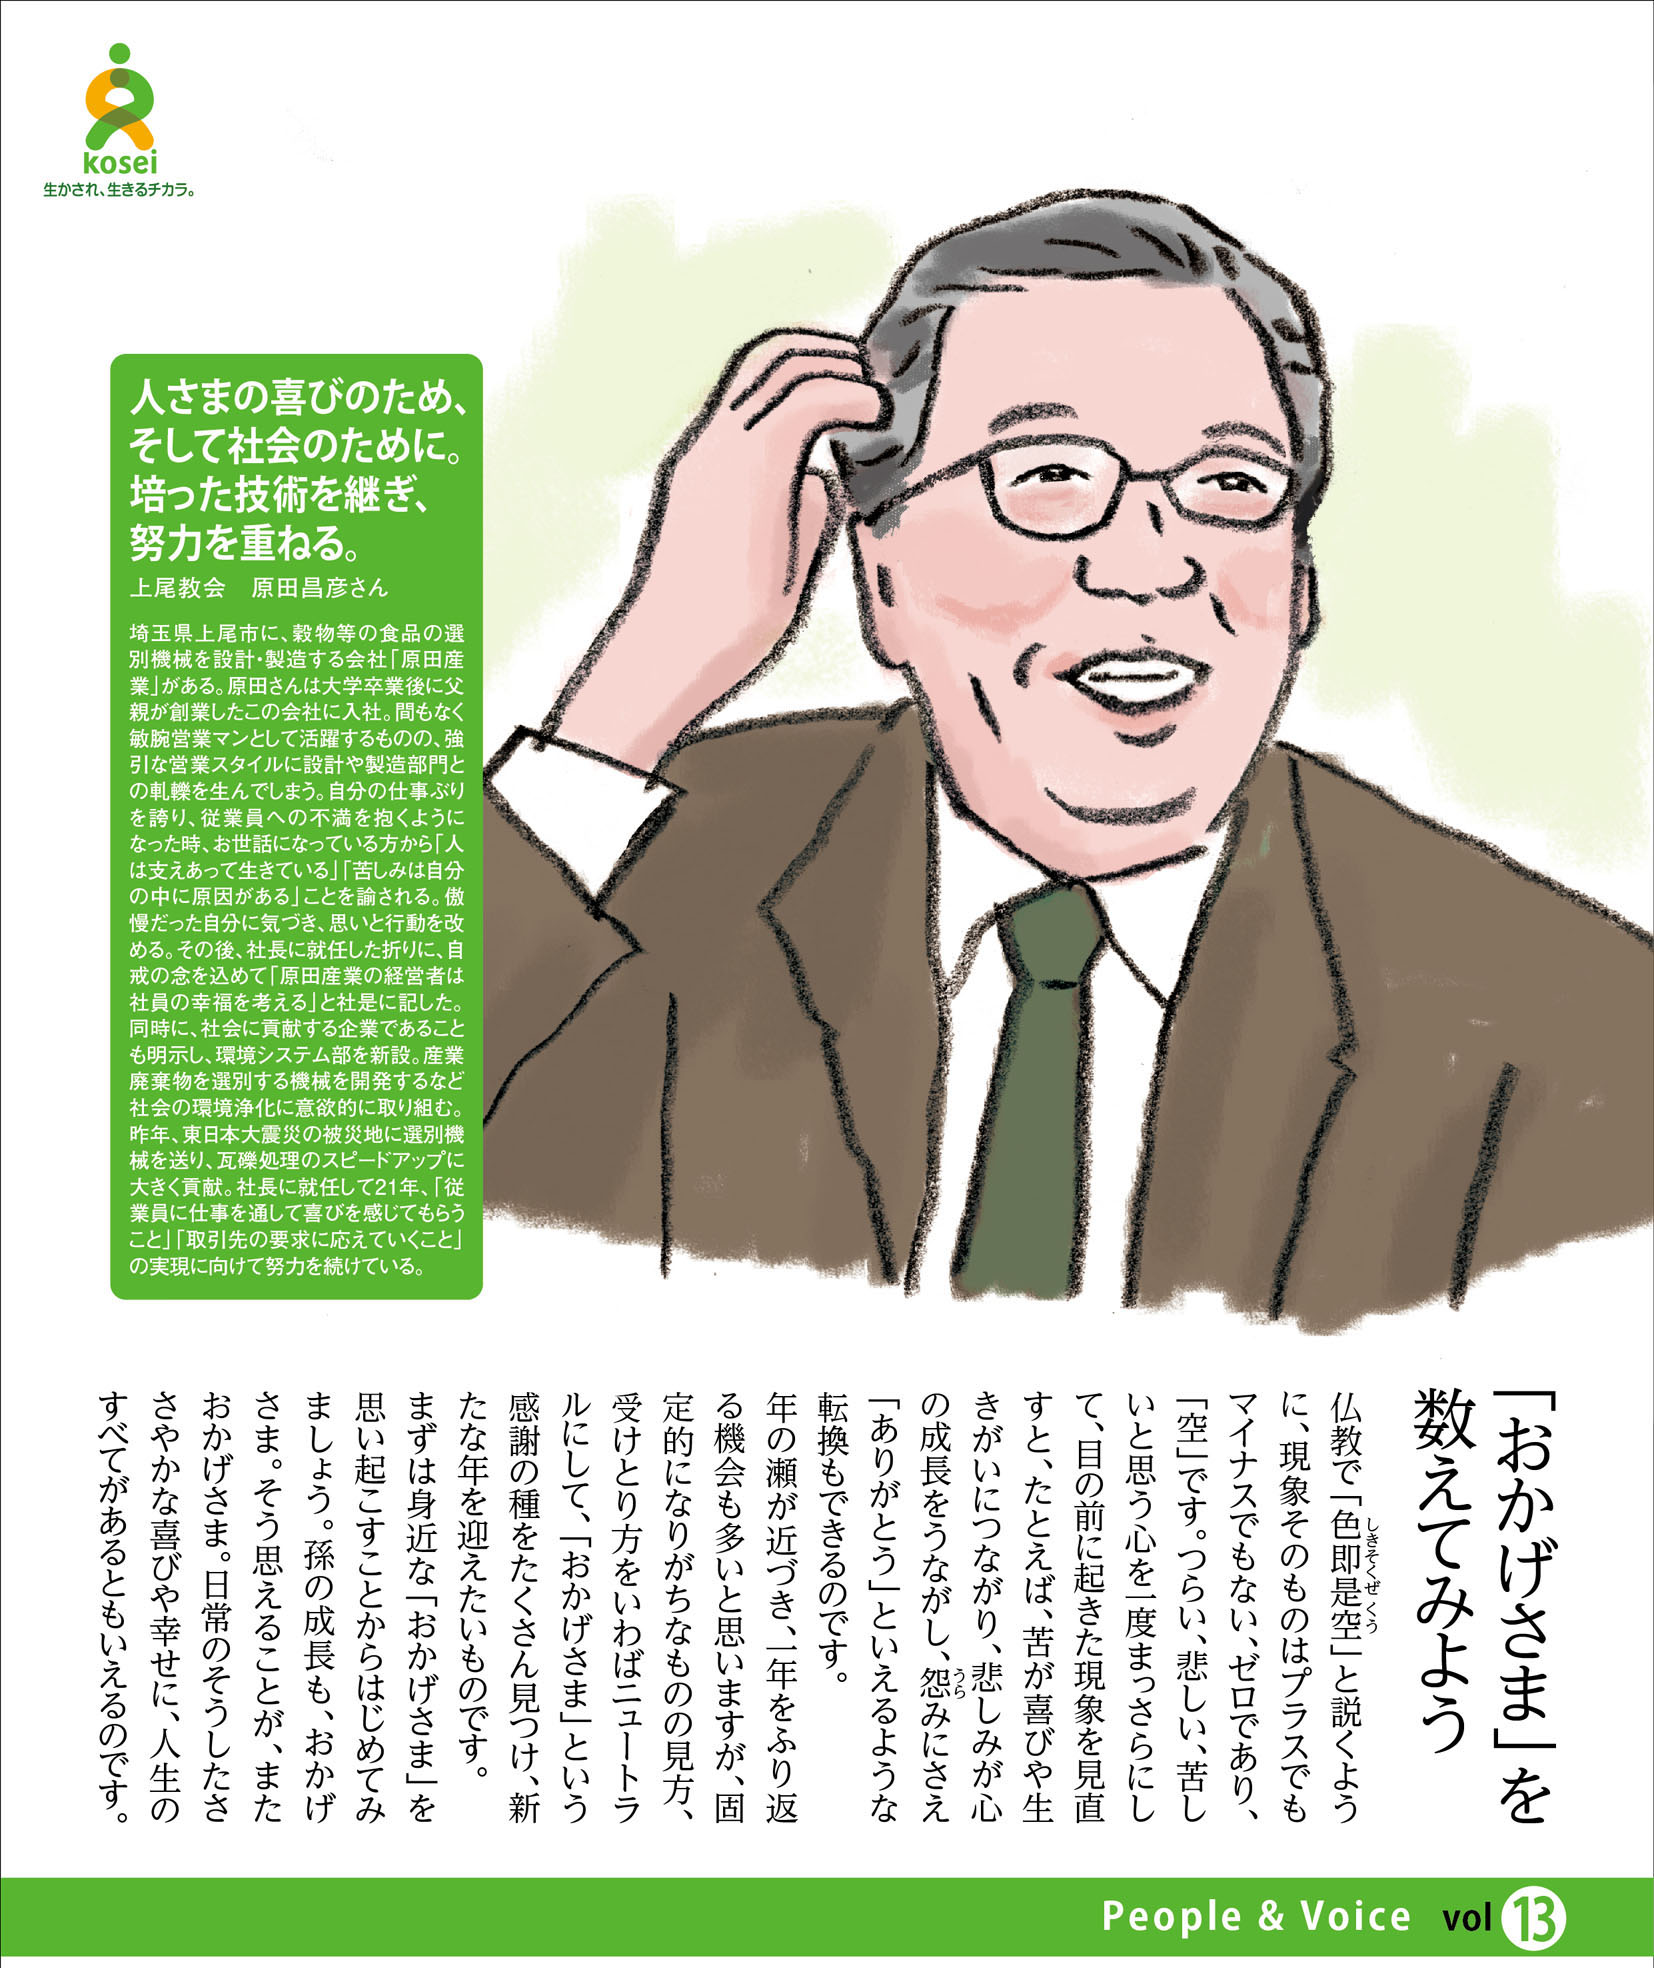 kosei
生かされ、生きるチカラ。
人さまの喜びのため、
そして社会のために。
培った技術を継ぎ、
努力を重ねる。
上尾教会　原田昌彦さん
埼玉県上尾市に、穀物等の食品の選
別機械を設計・製造する会社「原田産
業」がある。原田さんは大学卒業後に父
親が創業したこの会社に入社。間もなく
敏腕営業マンとして活躍するものの、強
引な営業スタイルに設計や製造部門と
の軋轢を生んでしまう。自分の仕事ぶり
を誇り、従業員への不満を抱くように
なった時、お世話になっている方から「人
は支えあって生きている」「苦しみは自分
の中に原因がある」ことを諭される。傲
慢だった自分に気づき、思いと行動を改
める。その後、社長に就任した折りに、自
戒の念を込めて「原田産業の経営者は
社員の幸福を考える」と社是に記した。
同時に、社会に貢献する企業であること
も明示し、環境システム部を新設。産業
廃棄物を選別する機械を開発するなど
社会の環境浄化に意欲的に取り組む。
昨年、東日本大震災の被災地に選別機
械を送り、瓦礫処理のスピードアップに
大きく貢献。社長に就任して21年、「従
業員に仕事を通して喜びを感じてもらう
こと」「取引先の要求に応えていくこと」
の実現に向けて努力を続けている。
「おかげさま」を
数えてみよう
仏教で「色即是空」と説くよう
しきそくぜくう
に、現象そのものはプラスでも
マイナスでもない、ゼロであり、
「空」です。つらい、悲しい、苦し
いと思う心を一度まっさらにし
て、目の前に起きた現象を見直
すと、たとえば、苦が喜びや生
きがいにつながり、悲しみが心
の成長をうながし、怨みにさえ
うら
「ありがとう」といえるような
転換もできるのです。
年の瀬が近づき、一年をふり返
る機会も多いと思いますが、固
定的になりがちなものの見方、
受けとり方をいわばニュートラ
ルにして、「おかげさま」という
感謝の種をたくさん見つけ、新
たな年を迎えたいものです。
まずは身近な「おかげさま」を
思い起こすことからはじめてみ
ましょう。孫の成長も、おかげ
さま。そう思えることが、また
おかげさま。日常のそうしたさ
さやかな喜びや幸せに、人生の
すべてがあるともいえるのです。
People & Voice vol 13